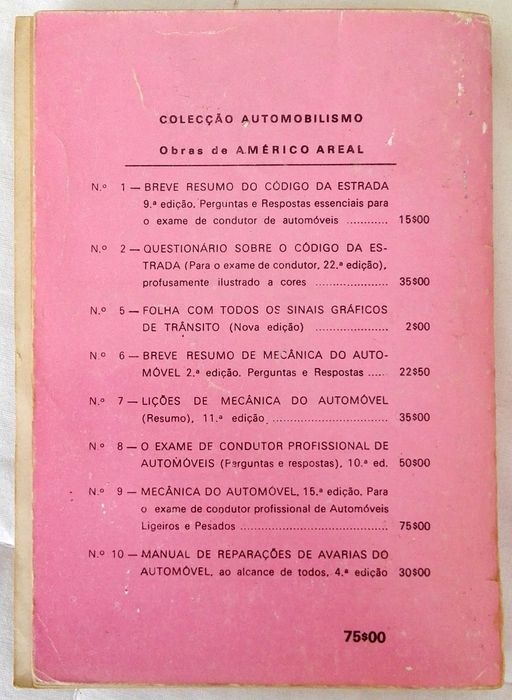 COLECÇÃO AUTOMOBILISMO
Obras de AMÉRICO AREAL
N.º 1 — BREVE RESUMO DO CÓDIGO DA ESTRADA
9.ª edição. Perguntas e Respostas essenciais para
o exame de condutor de automóveis ............ 15$00
N.º 2 — QUESTIONÁRIO SOBRE O CÓDIGO DA ES-
TRADA (Para o exame de condutor, 22.ª edição),
profusamente ilustrado a cores ..................... 35$00
N.º 5 — FOLHA COM TODOS OS SINAIS GRÁFICOS
DE TRÂNSITO (Nova edição) ..................... 2$00
N.º 6 — BREVE RESUMO DE MECÂNICA DO AUTO-
MÓVEL 2.ª edição. Perguntas e Respostas ..... 22$50
N.º 7 — LIÇÕES DE MECÂNICA DO AUTOMÓVEL
(Resumo), 11.ª edição ................................. 35$00
N.º 8 — O EXAME DE CONDUTOR PROFISSIONAL DE
AUTOMÓVEIS (Perguntas e respostas), 10.ª ed. 50$00
N.º 9 — MECÂNICA DO AUTOMÓVEL, 15.ª edição. Para
o exame de condutor profissional de Automóveis
Ligeiros e Pesados .......................................... 75$00
N.º 10 — MANUAL DE REPARAÇÕES DE AVARIAS DO
AUTOMÓVEL, ao alcance de todos, 4.ª edição 30$00
75$00